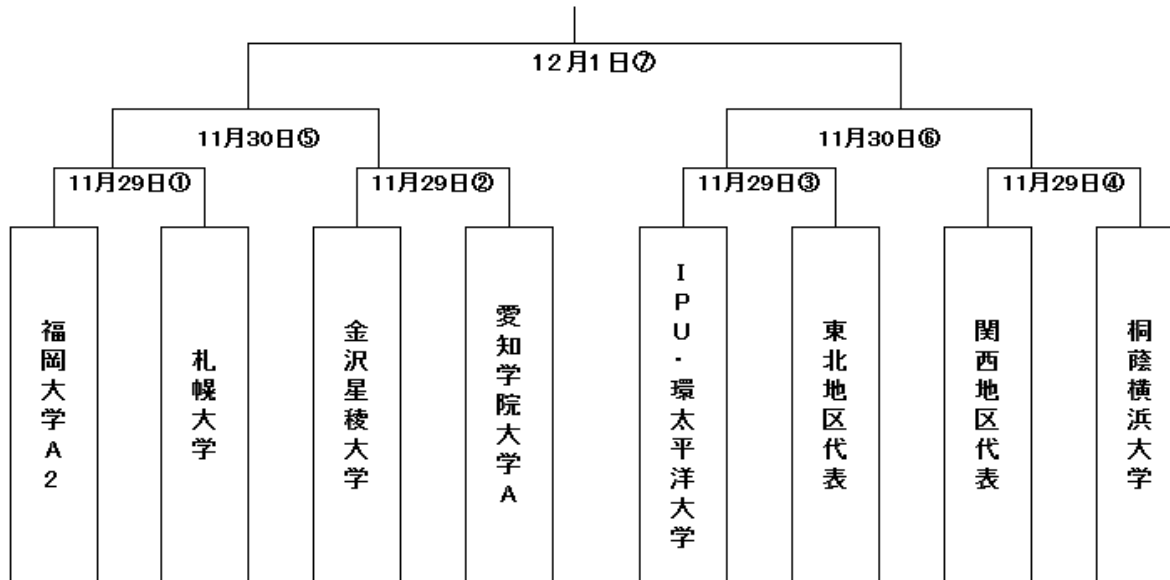 12月1日⑦
11月30日⑤
11月30日⑥
11月29日①
11月29日②
11月29日③
11月29日④
福岡大学A2
札幌大学
金沢星稜大学
愛知学院大学A
IPU・環太平洋大学
東北地区代表
関西地区代表
桐蔭横浜大学